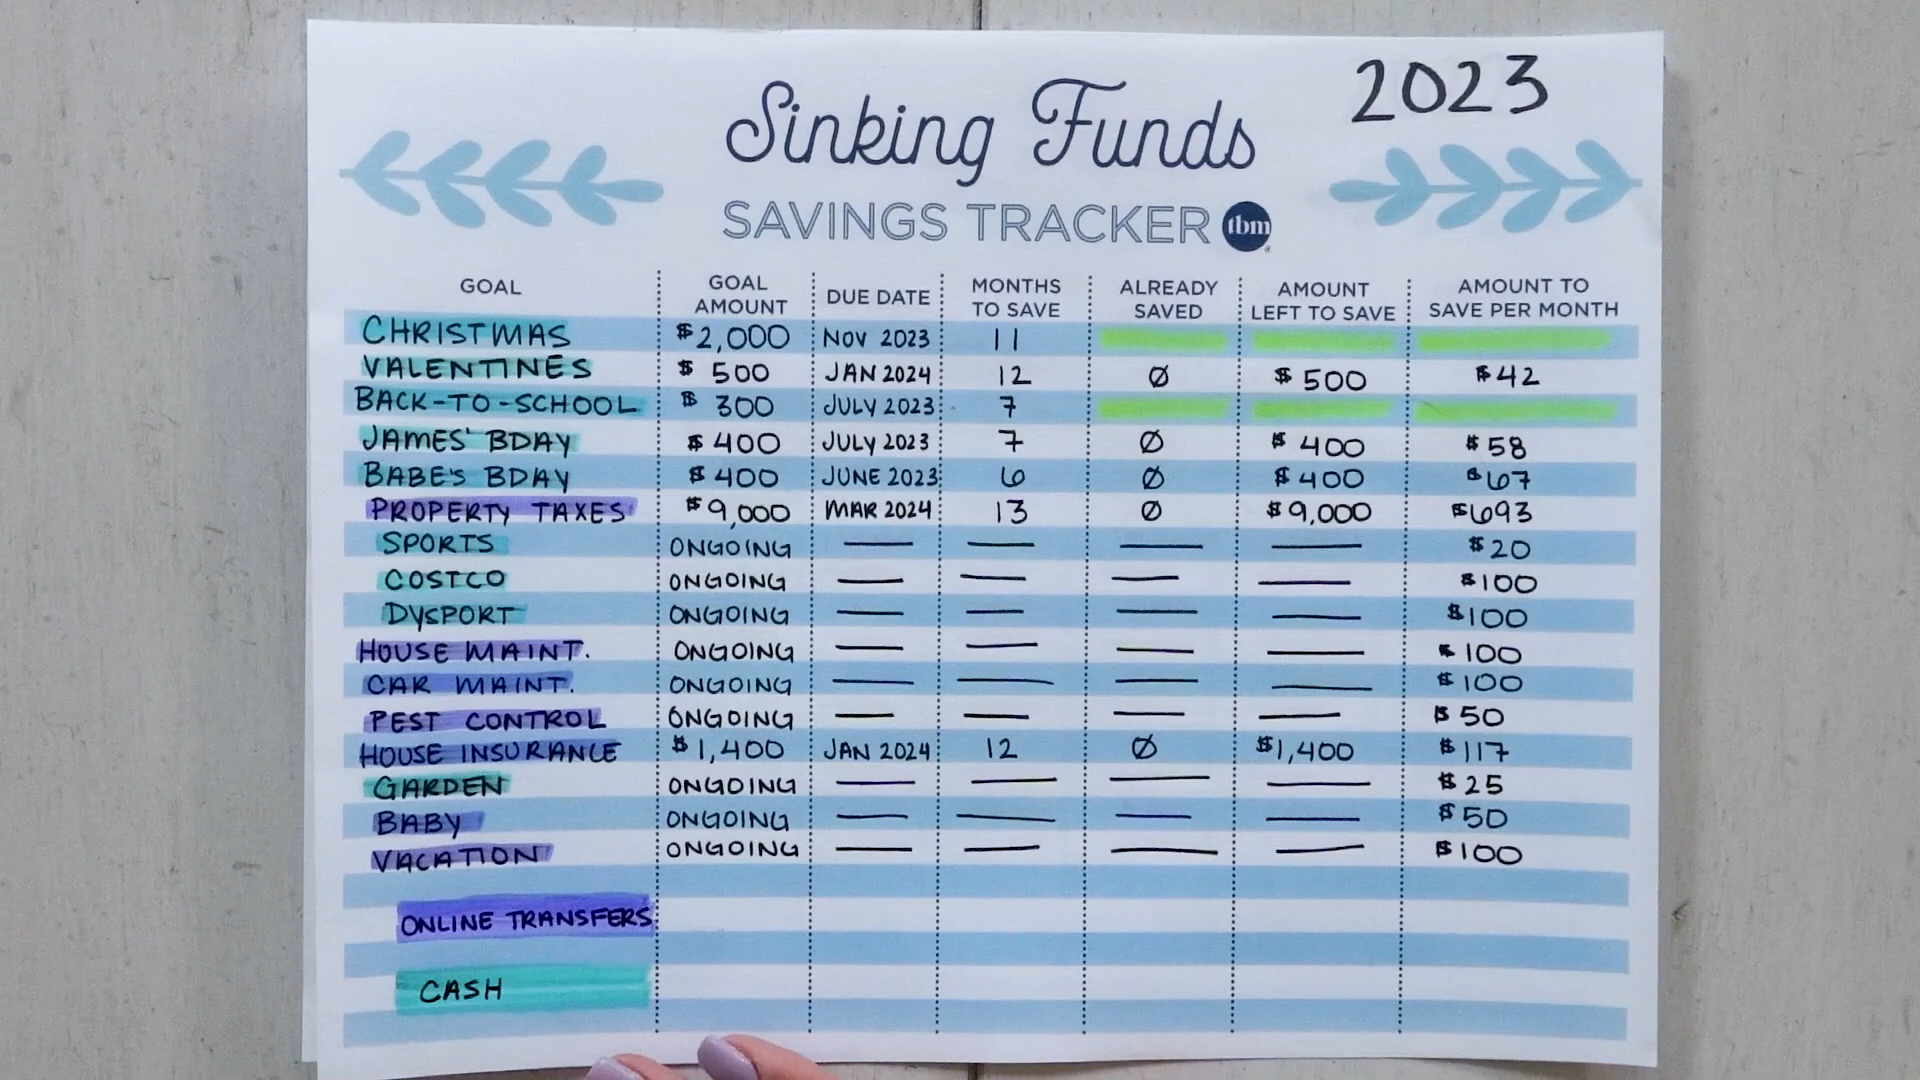 2023
Sinking Funds
SAVINGS TRACKER tbm
GOAL GOAL AMOUNT DUE DATE MONTHS TO SAVE ALREADY SAVED AMOUNT LEFT TO SAVE AMOUNT TO SAVE PER MONTH
CHRISTMAS $2,000 NOV 2023 11
VALENTINES $500 JAN 2024 12 Ø $500 $42
BACK-TO-SCHOOL $300 JULY 2023 7
JAMES' BDAY $400 JULY 2023 7 Ø $400 $58
BABE'S BDAY $400 JUNE 2023 6 Ø $400 $67
PROPERTY TAXES $9,000 MAR 2024 13 Ø $9,000 $693
SPORTS ONGOING — — — — $20
COSTCO ONGOING — — — — $100
DYSPORT ONGOING — — — — $100
HOUSE MAINT. ONGOING — — — — $100
CAR MAINT. ONGOING — — — — $100
PEST CONTROL ONGOING — — — — $50
HOUSE INSURANCE $1,400 JAN 2024 12 Ø $1,400 $117
GARDEN ONGOING — — — — $25
BABY ONGOING — — — — $50
VACATION ONGOING — — — — $100
ONLINE TRANSFERS
CASH